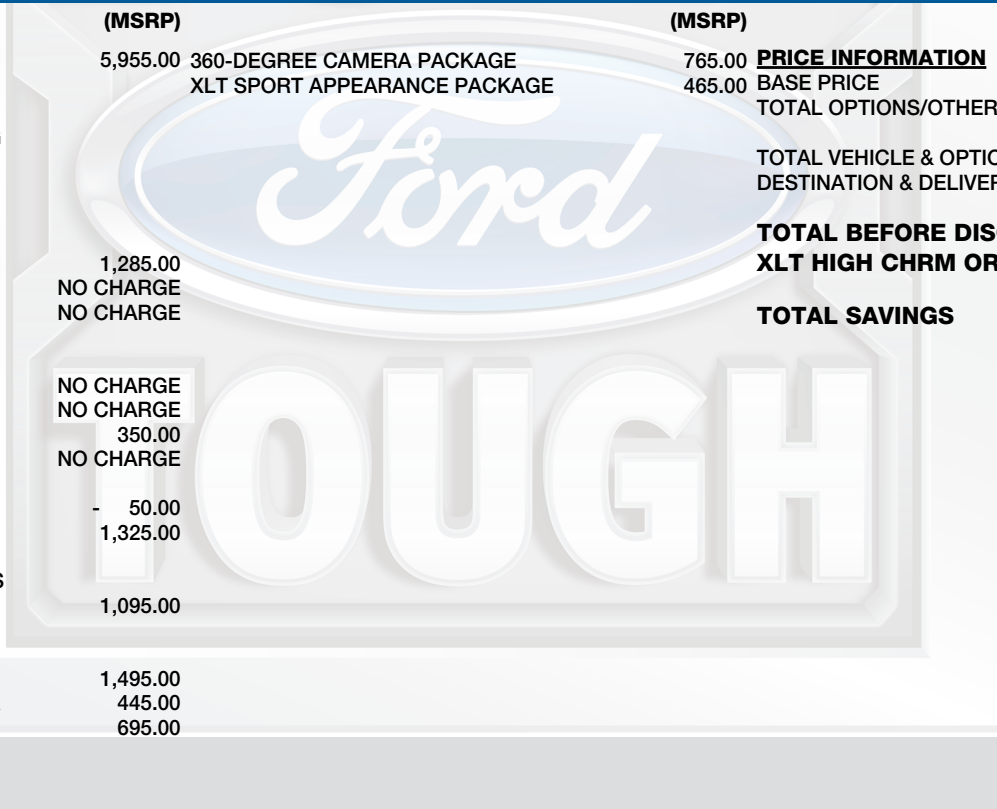 (MSRP) (MSRP)
5,955.00 360-DEGREE CAMERA PACKAGE 765.00 PRICE INFORMATION
XLT SPORT APPEARANCE PACKAGE 465.00 BASE PRICE
TOTAL OPTIONS/OTHER
TOTAL VEHICLE & OPTIO
DESTINATION & DELIVER
TOTAL BEFORE DIS
1,285.00 XLT HIGH CHRM OR
NO CHARGE
NO CHARGE
TOTAL SAVINGS
NO CHARGE
NO CHARGE
350.00
NO CHARGE
- 50.00
1,325.00
S
1,095.00
1,495.00
445.00
695.00
Ford
TOUGH